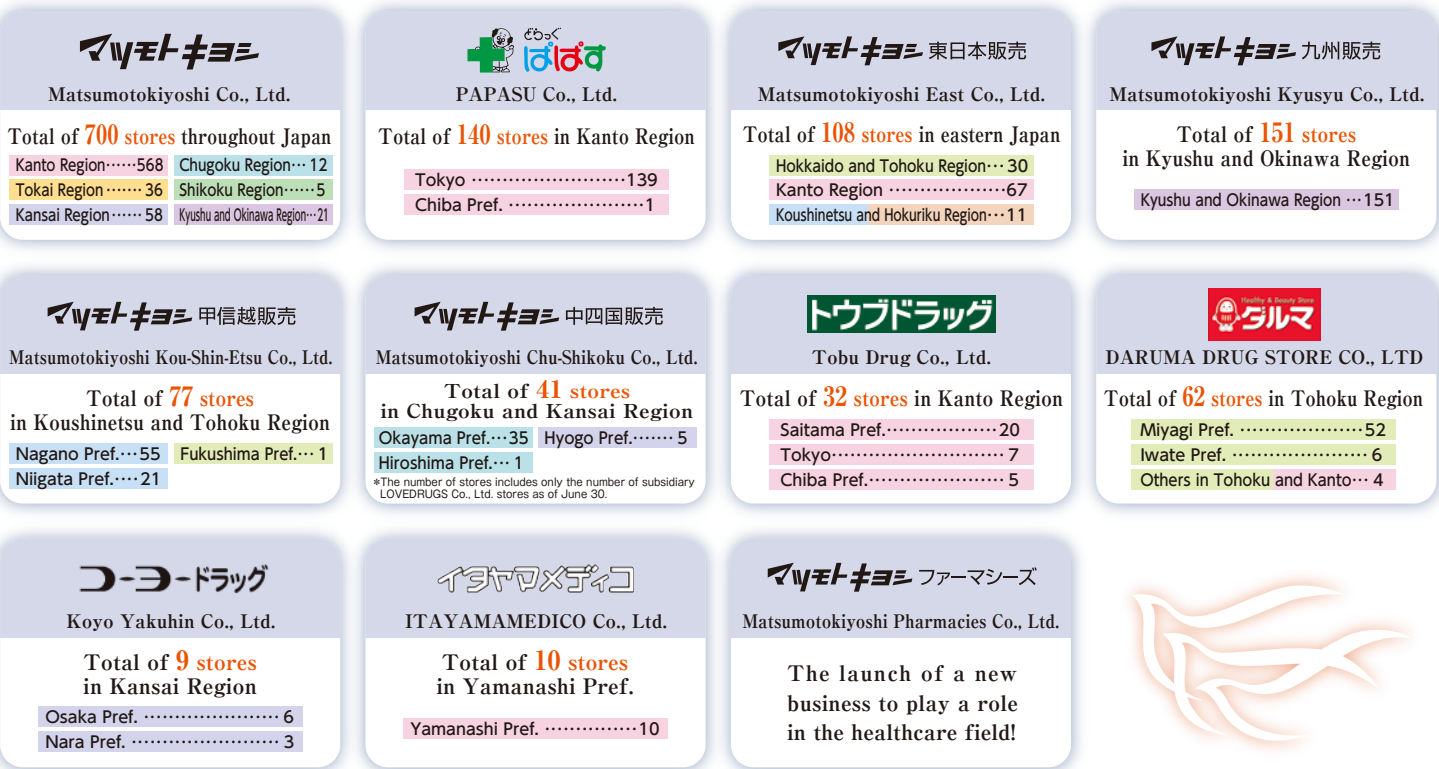 マツモトキヨシ
Matsumotokiyoshi Co., Ltd.
Total of 700 stores throughout Japan
Kanto Region……568 Chugoku Region… 12
Tokai Region……· 36 Shikoku Region……5
Kansai Region…… 58 Kyushu and Okinawa Region…21
どらっぐ
ぱぱす
PAPASU Co., Ltd.
Total of 140 stores in Kanto Region
Tokyo ………………………139
Chiba Pref. ……………………1
マツモトキヨシ 東日本販売
Matsumotokiyoshi East Co., Ltd.
Total of 108 stores in eastern Japan
Hokkaido and Tohoku Region… 30
Kanto Region …………………67
Koushinetsu and Hokuriku Region…11
マツモトキヨシ 九州販売
Matsumotokiyoshi Kyusyu Co., Ltd.
Total of 151 stores
in Kyushu and Okinawa Region
Kyushu and Okinawa Region …151
マツモトキヨシ 甲信越販売
Matsumotokiyoshi Kou-Shin-Etsu Co., Ltd.
Total of 77 stores
in Koushinetsu and Tohoku Region
Nagano Pref.…55 Fukushima Pref.… 1
Niigata Pref.…·21
マツモトキヨシ 中四国販売
Matsumotokiyoshi Chu-Shikoku Co., Ltd.
Total of 41 stores
in Chugoku and Kansai Region
Okayama Pref.…35 Hyogo Pref.……· 5
Hiroshima Pref.… 1
*The number of stores includes only the number of subsidiary
LOVEDRUGS Co., Ltd. stores as of June 30.
トウブドラッグ
Tobu Drug Co., Ltd.
Total of 32 stores in Kanto Region
Saitama Pref.………………20
Tokyo………………………… 7
Chiba Pref.…………………… 5
Healthy & Beauty Store
ダルマ
DARUMA DRUG STORE CO., LTD
Total of 62 stores in Tohoku Region
Miyagi Pref. …………………52
Iwate Pref. …………………… 6
Others in Tohoku and Kanto… 4
コーヨードラッグ
Koyo Yakuhin Co., Ltd.
Total of 9 stores
in Kansai Region
Osaka Pref. …………………… 6
Nara Pref. ……………………… 3
イタヤマメディコ
ITAYAMAMEDICO Co., Ltd.
Total of 10 stores
in Yamanashi Pref.
Yamanashi Pref. ……………10
マツモトキヨシ ファーマシーズ
Matsumotokiyoshi Pharmacies Co., Ltd.
The launch of a new
business to play a role
in the healthcare field!